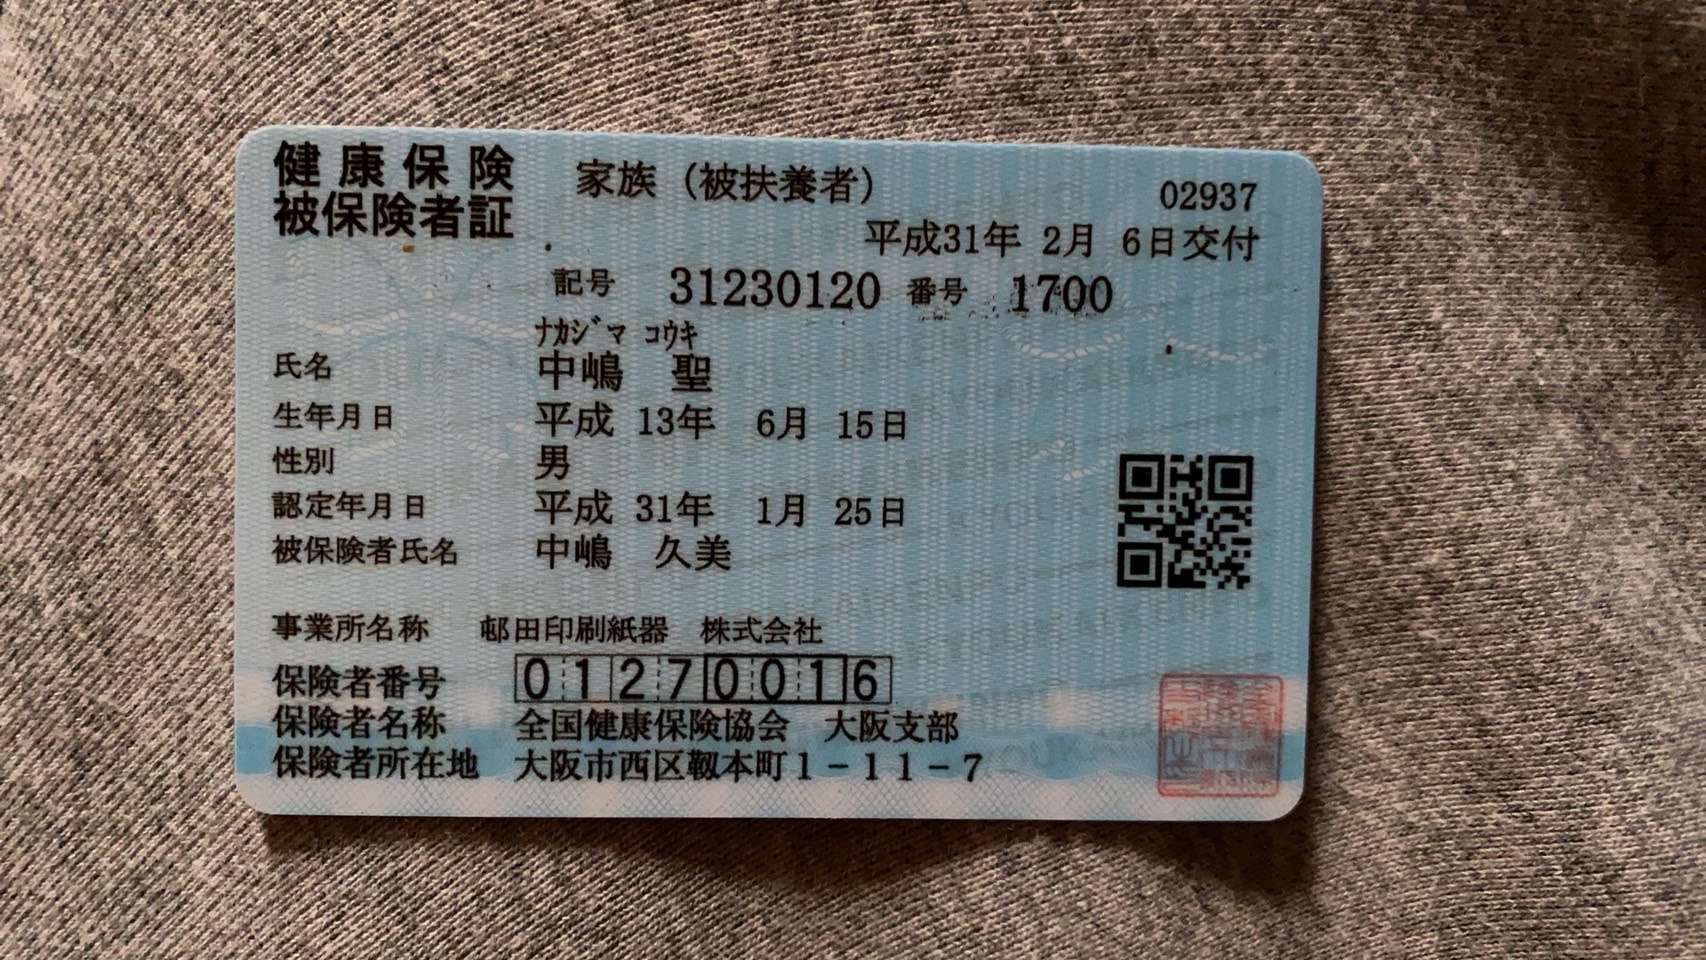 健康保険 家族（被扶養者） 02937
被保険者証 平成31年 2月 6日交付
記号 31230120 番号 1700
ﾅｶｼﾞﾏ ｺｳｷ
氏名 中嶋 聖
生年月日 平成 13年 6月 15日
性別 男
認定年月日 平成 31年 1月 25日
被保険者氏名 中嶋 久美
事業所名称 邨田印刷紙器 株式会社
保険者番号 01270016
保険者名称 全国健康保険協会 大阪支部
保険者所在地 大阪市西区靱本町1-11-7